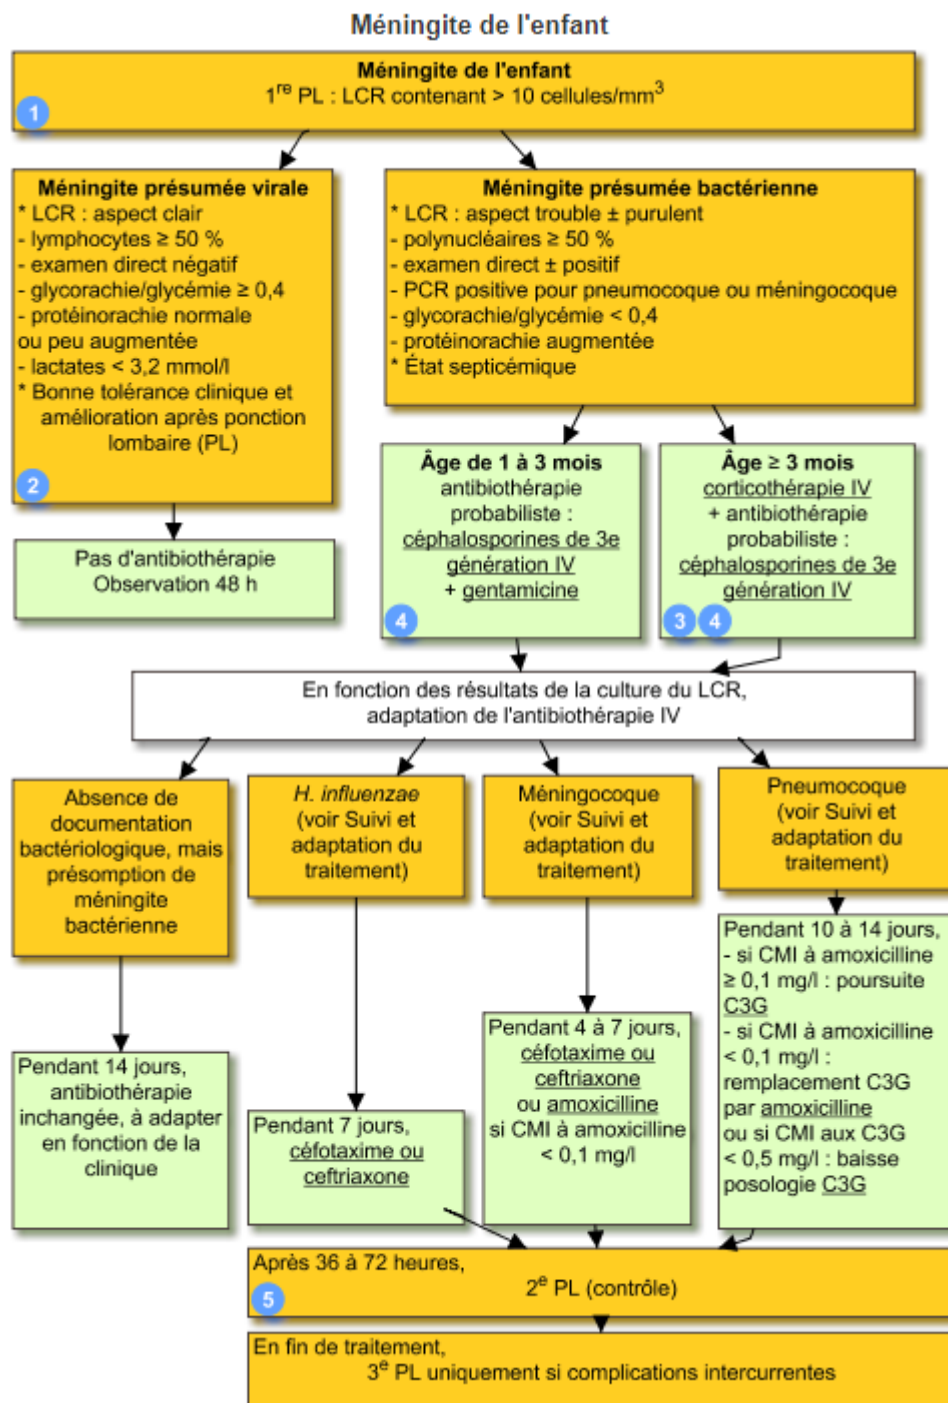 Méningite de l'enfant
Méningite de l'enfant
1re PL : LCR contenant > 10 cellules/mm3
1
Méningite présumée virale
* LCR : aspect clair
- lymphocytes ≥ 50 %
- examen direct négatif
- glycorachie/glycémie ≥ 0,4
- protéinorachie normale
ou peu augmentée
- lactates < 3,2 mmol/l
* Bonne tolérance clinique et
amélioration après ponction
lombaire (PL)
2
Méningite présumée bactérienne
* LCR : aspect trouble ± purulent
- polynucléaires ≥ 50 %
- examen direct ± positif
- PCR positive pour pneumocoque ou méningocoque
- glycorachie/glycémie < 0,4
- protéinorachie augmentée
* État septicémique
Pas d'antibiothérapie
Observation 48 h
Âge de 1 à 3 mois
antibiothérapie
probabiliste :
céphalosporines de 3e
génération IV
+ gentamicine
4
Âge ≥ 3 mois
corticothérapie IV
+ antibiothérapie
probabiliste :
céphalosporines de 3e
génération IV
3 4
En fonction des résultats de la culture du LCR,
adaptation de l'antibiothérapie IV
Absence de
documentation
bactériologique, mais
présomption de
méningite
bactérienne
H. influenzae
(voir Suivi et
adaptation du
traitement)
Méningocoque
(voir Suivi et
adaptation du
traitement)
Pneumocoque
(voir Suivi et
adaptation du
traitement)
Pendant 14 jours,
antibiothérapie
inchangée, à adapter
en fonction de la
clinique
Pendant 7 jours,
céfotaxime ou
ceftriaxone
Pendant 4 à 7 jours,
céfotaxime ou
ceftriaxone
ou amoxicilline
si CMI à amoxicilline
< 0,1 mg/l
Pendant 10 à 14 jours,
- si CMI à amoxicilline
≥ 0,1 mg/l : poursuite
C3G
- si CMI à amoxicilline
< 0,1 mg/l :
remplacement C3G
par amoxicilline
ou si CMI aux C3G
< 0,5 mg/l : baisse
posologie C3G
Après 36 à 72 heures,
2e PL (contrôle)
5
En fin de traitement,
3e PL uniquement si complications intercurrentes